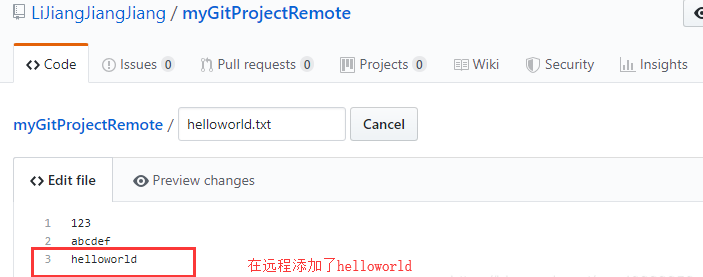 LiJiangJiangJiang / myGitProjectRemote
Code Issues 0 Pull requests 0 Projects 0 Wiki Security Insights
myGitProjectRemote / helloworld.txt Cancel
Edit file Preview changes
1 123
2 abcdef
3 helloworld
在远程添加了helloworld